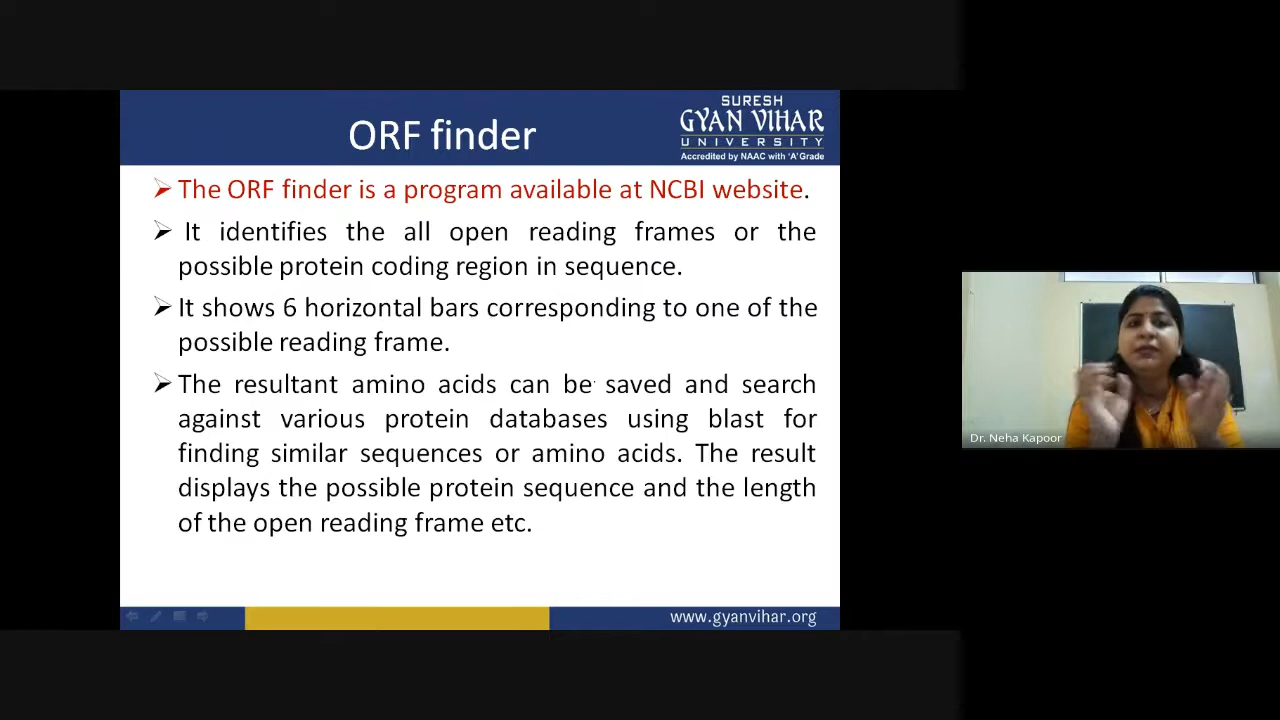 SURESH
GYAN VIHAR
UNIVERSITY
Accredited by NAAC with 'A' Grade
ORF finder
➢ The ORF finder is a program available at NCBI website.
➢ It identifies the all open reading frames or the
possible protein coding region in sequence.
➢ It shows 6 horizontal bars corresponding to one of the
possible reading frame.
➢ The resultant amino acids can be saved and search
against various protein databases using blast for
finding similar sequences or amino acids. The result
displays the possible protein sequence and the length
of the open reading frame etc.
www.gyanvihar.org
Dr. Neha Kapoor